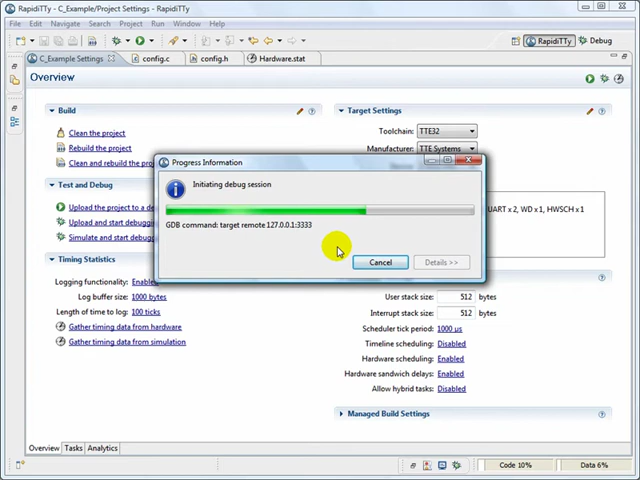 RapidiTTy - C_Example/Project Settings - RapidiTTy
File Edit Navigate Search Project Run Window Help
RapidiTTy Debug
C_Example Settings config.c config.h Hardware.stat
Overview
Build
Clean the project
Rebuild the project
Clean and rebuild the proj
Test and Debug
Upload the project to a de
Upload and start debuggin
Simulate and start debugg
Timing Statistics
Logging functionality: Enabled
Log buffer size: 1000 bytes
Length of time to log: 100 ticks
Gather timing data from hardware
Gather timing data from simulation
Target Settings
Toolchain: TTE32
Manufacturer: TTE Systems
UART x 2, WD x 1, HWSCH x 1
User stack size: 512 bytes
Interrupt stack size: 512 bytes
Scheduler tick period: 1000 µs
Timeline scheduling: Disabled
Hardware scheduling: Enabled
Hardware sandwich delays: Enabled
Allow hybrid tasks: Disabled
Managed Build Settings
Progress Information
Initiating debug session
GDB command: target remote 127.0.0.1:3333
Cancel Details >>
Overview Tasks Analytics
Code 10% Data 6%